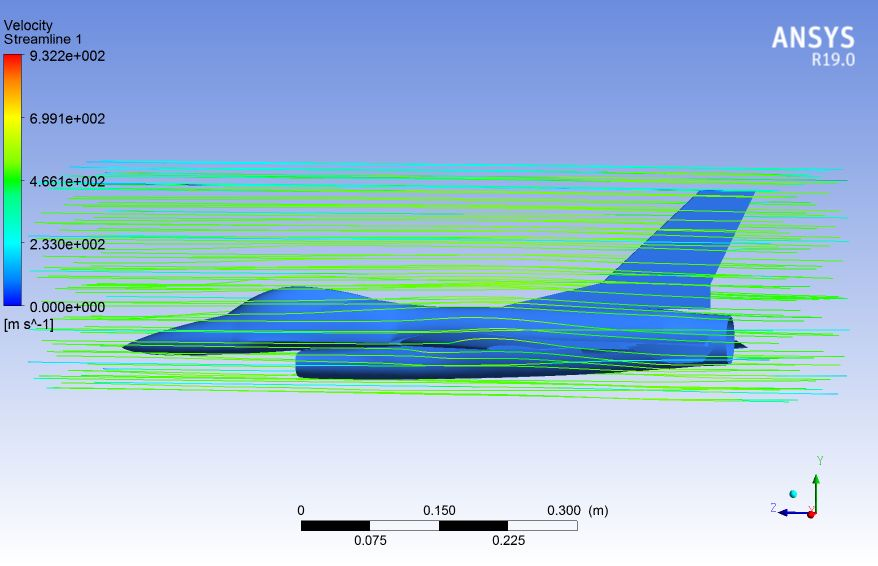 Velocity
Streamline 1
9.322e+002
6.991e+002
4.661e+002
2.330e+002
0.000e+000
[m s^-1]
ANSYS
R19.0
Y
Z
X
0
0.150
0.300 (m)
0.075
0.225